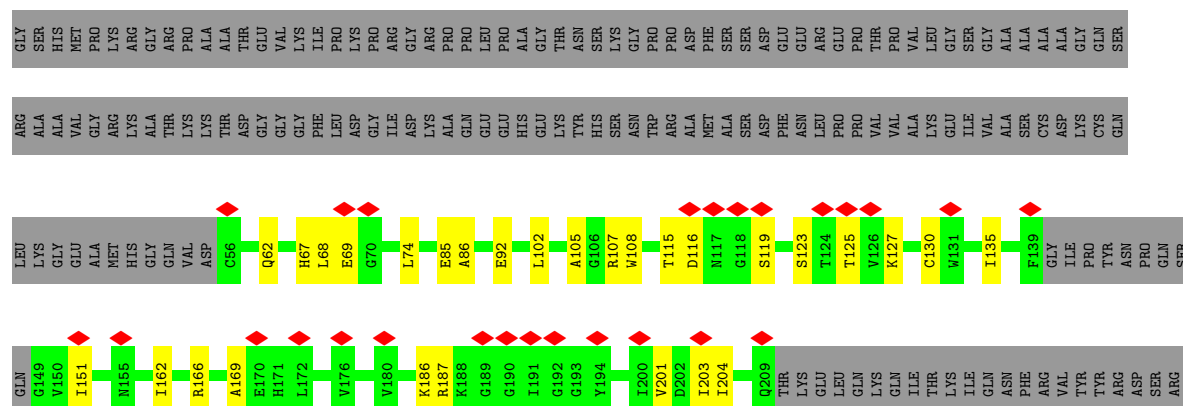 GLY SER HIS MET PRO LYS ARG GLY ARG PRO ALA ALA THR GLU VAL LYS ILE PRO LYS PRO ARG GLY ARG PRO PRO LEU PRO ALA GLY THR ASN SER LYS GLY PRO PRO ASP PHE SER SER ASP GLU GLU ARG GLU PRO THR PRO VAL LEU GLY SER GLY ALA ALA ALA ALA GLY GLN SER
ARG ALA ALA VAL GLY ARG LYS ALA THR LYS LYS THR ASP GLY GLY GLY PHE LEU ASP GLY ILE ASP LYS ALA GLN GLU GLU HIS GLU LYS TYR HIS SER ASN TRP ARG ALA MET ALA SER ASP PHE ASN LEU PRO PRO VAL VAL ALA LYS GLU ILE VAL ALA SER CYS ASP LYS CYS GLN
LEU LYS GLY GLU ALA MET HIS GLY GLN VAL ASP C56 Q62 H67 L68 E69 G70 L74 E85 A86 E92 L102 A105 G106 R107 W108 T115 D116 N117 G118 S119 S123 T124 T125 V126 K127 C130 W131 I135 F139 GLY ILE PRO TYR ASN PRO GLN SER
GLN G149 V150 I151 N155 I162 R166 A169 E170 H171 L172 V176 V180 K186 R187 K188 G189 G190 I191 G192 G193 Y194 I200 V201 D202 I203 I204 Q209 THR LYS GLU LEU GLN LYS GLN ILE THR LYS ILE GLN ASN PHE ARG VAL TYR TYR ARG ASP SER ARG